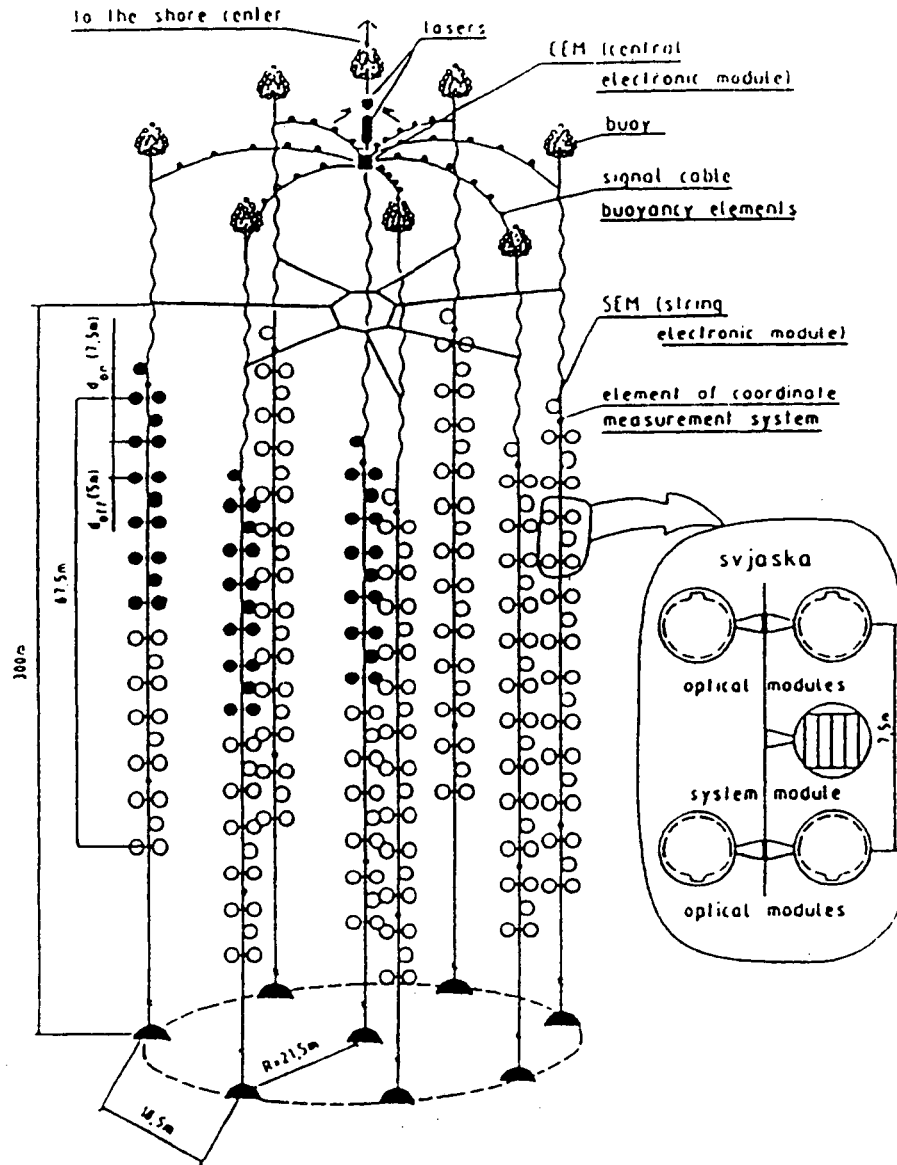 to the shore center
lasers
CEM (central
electronic module)
buoy
signal cable
buoyancy elements
SEM (string
electronic module)
element of coordinate
measurement system
d_or (7,5m)
d_off (5m)
67,5m
300m
svjaska
optical modules
7,5m
system module
optical modules
R=21,5m
18,5m